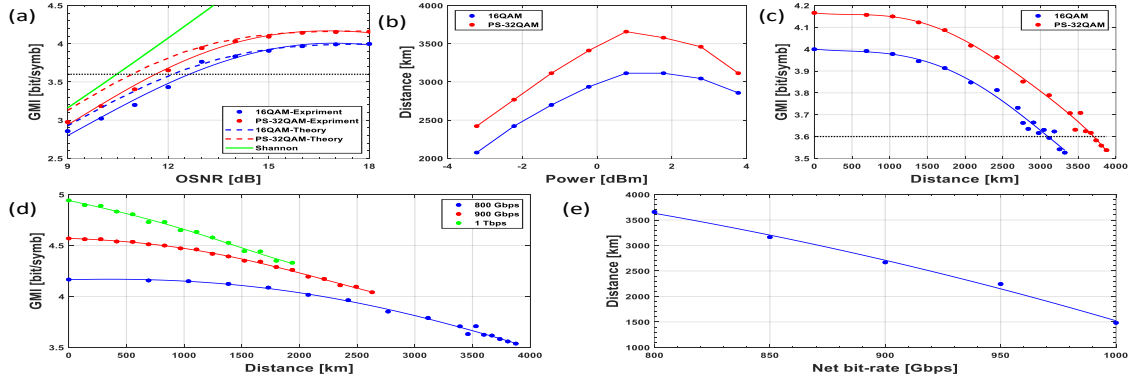 (a)
GMI [bit/symb]
4.5
4
3.5
3
2.5
9
12
15
18
OSNR [dB]
16QAM-Expriment
PS-32QAM-Expriment
16QAM-Theory
PS-32QAM-Theory
Shannon
(b)
Distance [km]
4000
3500
3000
2500
2000
-4
-2
0
2
4
Power [dBm]
16QAM
PS-32QAM
(c)
GMI [bit/symb]
4.2
4.1
4
3.9
3.8
3.7
3.6
3.5
0
500
1000
1500
2000
2500
3000
3500
4000
Distance [km]
16QAM
PS-32QAM
(d)
GMI [bit/symb]
5
4.5
4
3.5
0
500
1000
1500
2000
2500
3000
3500
4000
Distance [km]
800 Gbps
900 Gbps
1 Tbps
(e)
Distance [km]
4000
3500
3000
2500
2000
1500
1000
800
850
900
950
1000
Net bit-rate [Gbps]